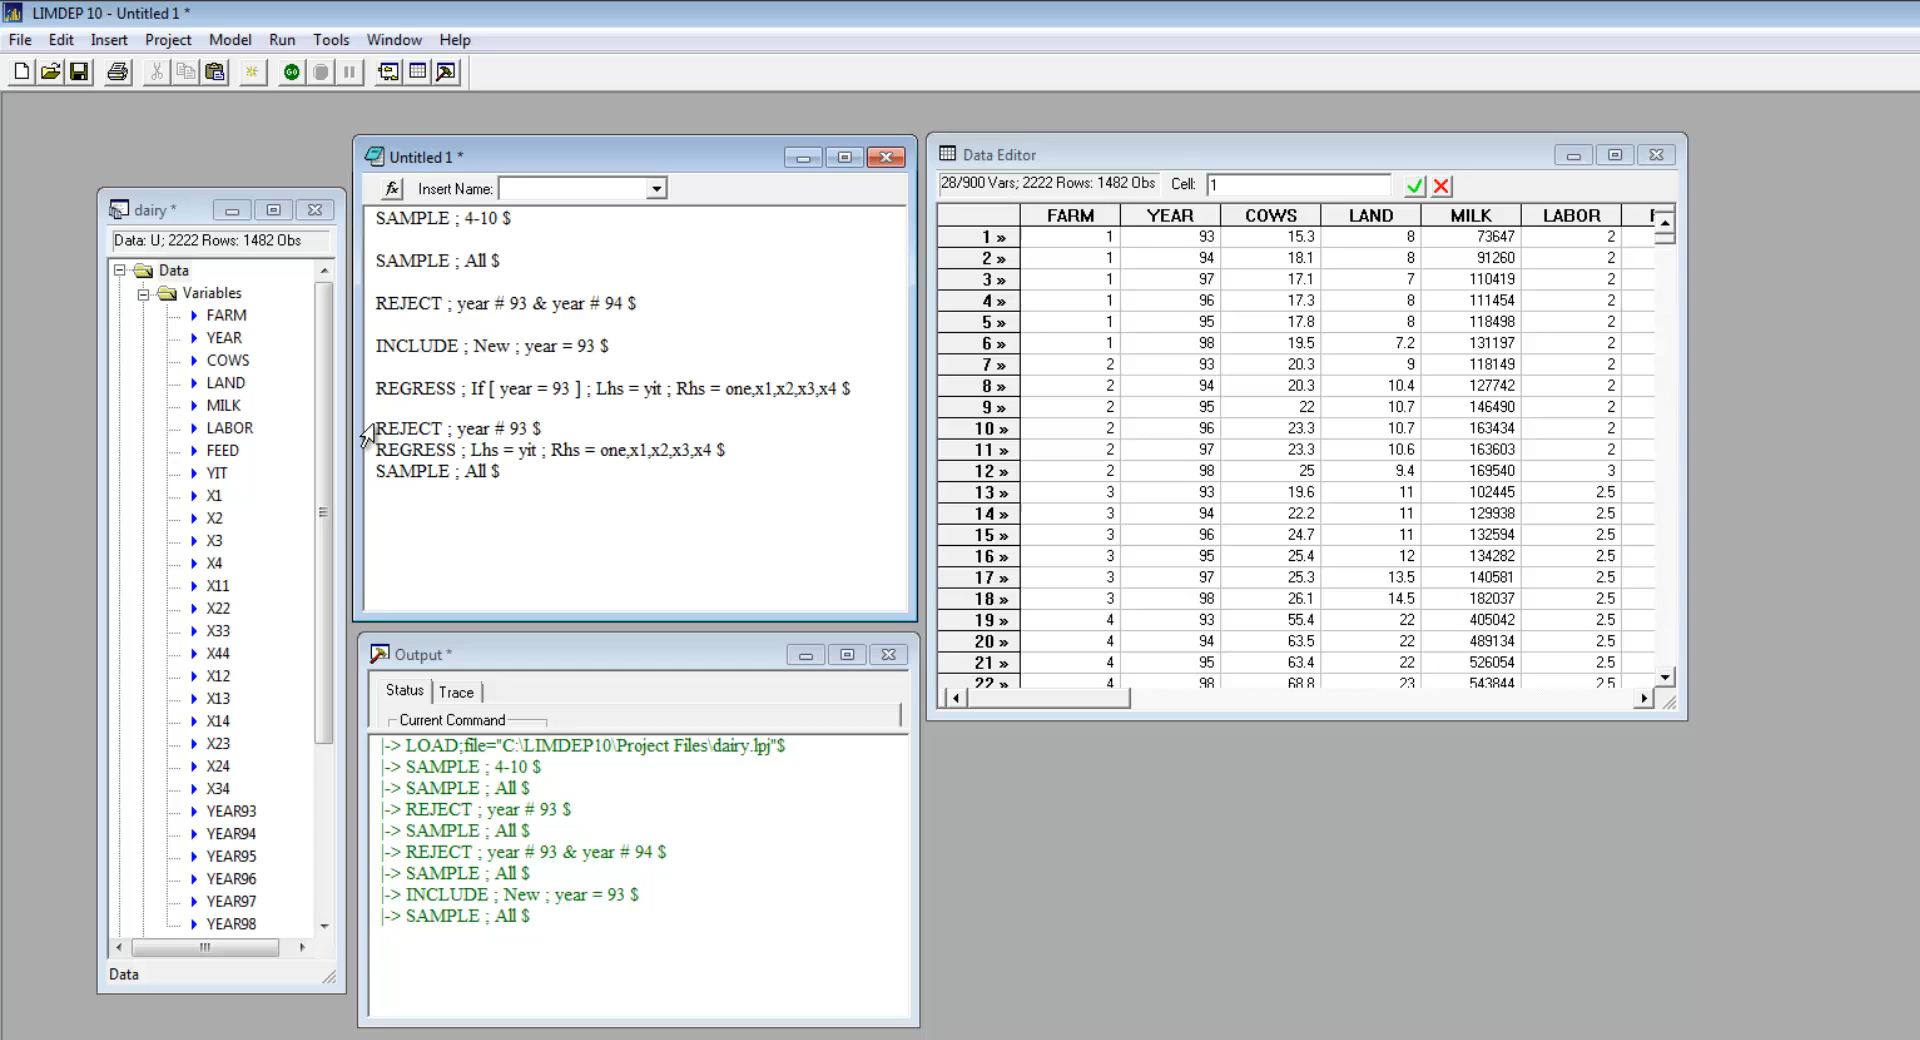 LIMDEP 10 - Untitled 1 *
File Edit Insert Project Model Run Tools Window Help
GO
dairy *
Data: U; 2222 Rows: 1482 Obs
Data
Variables
FARM
YEAR
COWS
LAND
MILK
LABOR
FEED
YIT
X1
X2
X3
X4
X11
X22
X33
X44
X12
X13
X14
X23
X24
X34
YEAR93
YEAR94
YEAR95
YEAR96
YEAR97
YEAR98
Data
Untitled 1 *
fx Insert Name:
SAMPLE ; 4-10 $
SAMPLE ; All $
REJECT ; year # 93 & year # 94 $
INCLUDE ; New ; year = 93 $
REGRESS ; If [ year = 93 ] ; Lhs = yit ; Rhs = one,x1,x2,x3,x4 $
REJECT ; year # 93 $
REGRESS ; Lhs = yit ; Rhs = one,x1,x2,x3,x4 $
SAMPLE ; All $
Output *
Status Trace
Current Command
|-> LOAD;file="C:\LIMDEP10\Project Files\dairy.lpj"$
|-> SAMPLE ; 4-10 $
|-> SAMPLE ; All $
|-> REJECT ; year # 93 $
|-> SAMPLE ; All $
|-> REJECT ; year # 93 & year # 94 $
|-> SAMPLE ; All $
|-> INCLUDE ; New ; year = 93 $
|-> SAMPLE ; All $
Data Editor
28/900 Vars; 2222 Rows: 1482 Obs Cell: 1
FARM YEAR COWS LAND MILK LABOR
1 » 1 93 15.3 8 73647 2
2 » 1 94 18.1 8 91260 2
3 » 1 97 17.1 7 110419 2
4 » 1 96 17.3 8 111454 2
5 » 1 95 17.8 8 118498 2
6 » 1 98 19.5 7.2 131197 2
7 » 2 93 20.3 9 118149 2
8 » 2 94 20.3 10.4 127742 2
9 » 2 95 22 10.7 146490 2
10 » 2 96 23.3 10.7 163434 2
11 » 2 97 23.3 10.6 163603 2
12 » 2 98 25 9.4 169540 3
13 » 3 93 19.6 11 102445 2.5
14 » 3 94 22.2 11 129938 2.5
15 » 3 96 24.7 11 132594 2.5
16 » 3 95 25.4 12 134282 2.5
17 » 3 97 25.3 13.5 140581 2.5
18 » 3 98 26.1 14.5 182037 2.5
19 » 4 93 55.4 22 405042 2.5
20 » 4 94 63.5 22 489134 2.5
21 » 4 95 63.4 22 526054 2.5
22 » 4 98 68.8 23 543844 2.5